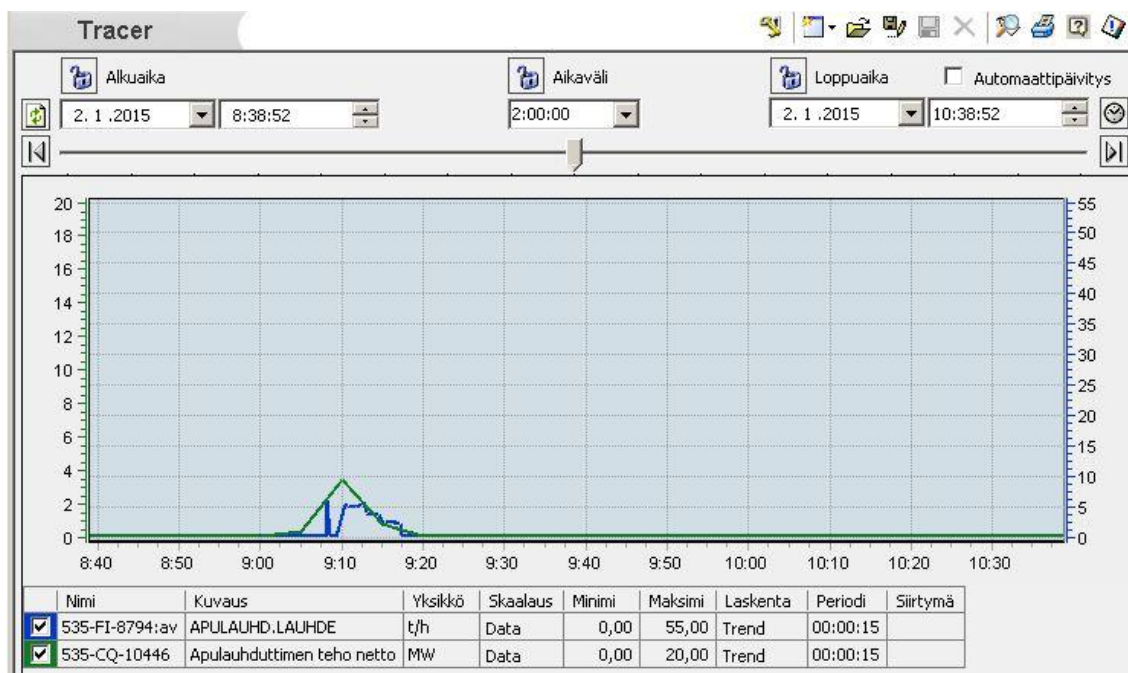 Tracer
Alkuaika Aikaväli Loppuaika Automaattipäivitys
2. 1 .2015 8:38:52 2:00:00 2. 1 .2015 10:38:52
20 55
18 50
16 45
14 40
12 35
10 30
8 25
6 20
4 15
2 10
0 5
0
8:40 8:50 9:00 9:10 9:20 9:30 9:40 9:50 10:00 10:10 10:20 10:30
Nimi Kuvaus Yksikkö Skaalaus Minimi Maksimi Laskenta Periodi Siirtymä
535-FI-8794:av APULAUHD.LAUHDE t/h Data 0,00 55,00 Trend 00:00:15
535-CQ-10446 Apulauhduttimen teho netto MW Data 0,00 20,00 Trend 00:00:15